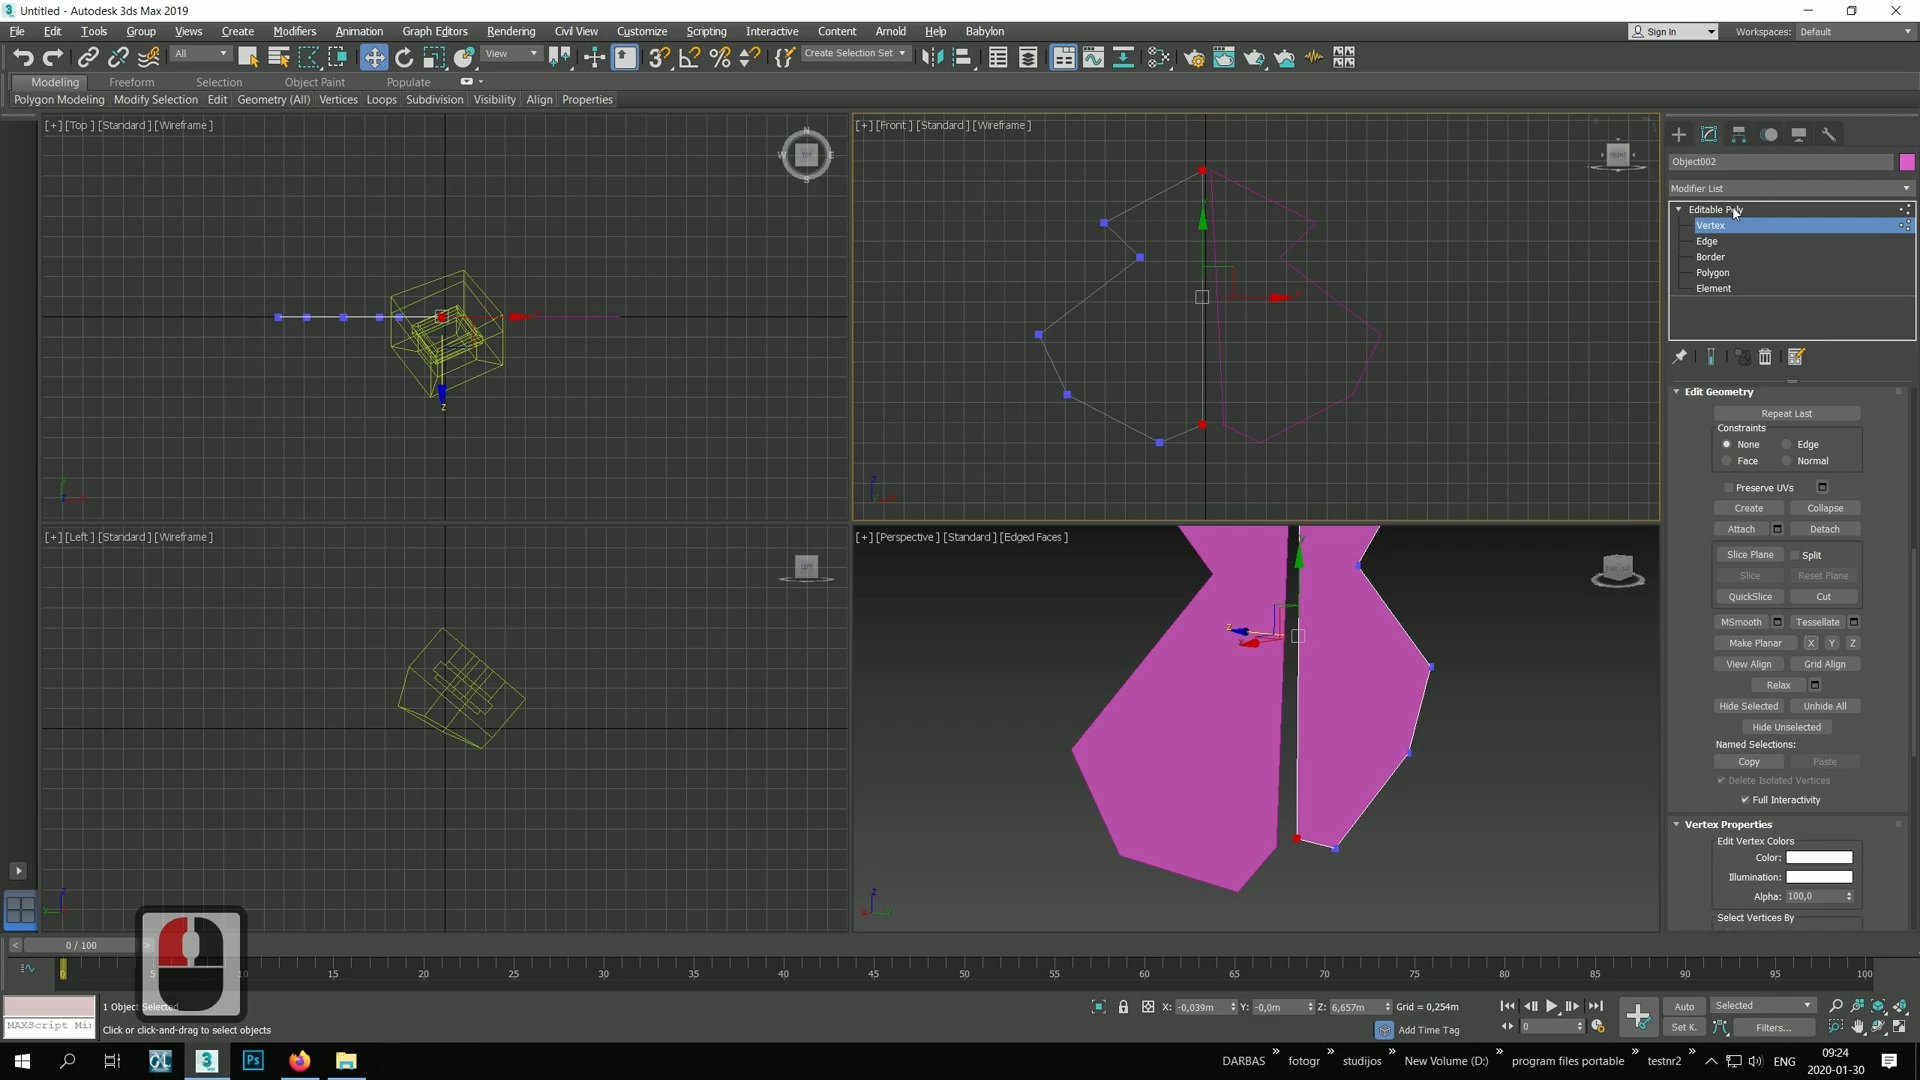 Untitled - Autodesk 3ds Max 2019
File Edit Tools Group Views Create Modifiers Animation Graph Editors Rendering Civil View Customize Scripting Interactive Content Arnold Help Babylon
Sign In Workspaces: Default
All View Create Selection Set
Modeling Freeform Selection Object Paint Populate
Polygon Modeling Modify Selection Edit Geometry (All) Vertices Loops Subdivision Visibility Align Properties
[+] [Top ] [Standard ] [Wireframe ]
[+] [Front ] [Standard ] [Wireframe ]
[+] [Left ] [Standard ] [Wireframe ]
[+] [Perspective ] [Standard ] [Edged Faces ]
Object002
Modifier List
Editable Poly
Vertex
Edge
Border
Polygon
Element
Edit Geometry
Repeat Last
Constraints
None Edge
Face Normal
Preserve UVs
Create Collapse
Attach Detach
Slice Plane Split
Slice Reset Plane
QuickSlice Cut
MSmooth Tessellate
Make Planar X Y Z
View Align Grid Align
Relax
Hide Selected Unhide All
Hide Unselected
Named Selections:
Copy Paste
Delete Isolated Vertices
Full Interactivity
Vertex Properties
Edit Vertex Colors
Color:
Illumination:
Alpha: 100,0
Select Vertices By
< 0 / 100 >
0 5 10 15 20 25 30 35 40 45 50 55 60 65 70 75 80 85 90 95 100
1 Object Selected
MAXScript Mi:
Click or click-and-drag to select objects
X: -0,039m Y: -0,0m Z: 6,657m Grid = 0,254m
Add Time Tag
0
Auto Selected
Set K. Filters...
DARBAS » fotogr » studijos » New Volume (D:) » program files portable » testnr2 » ENG
09:24
2020-01-30